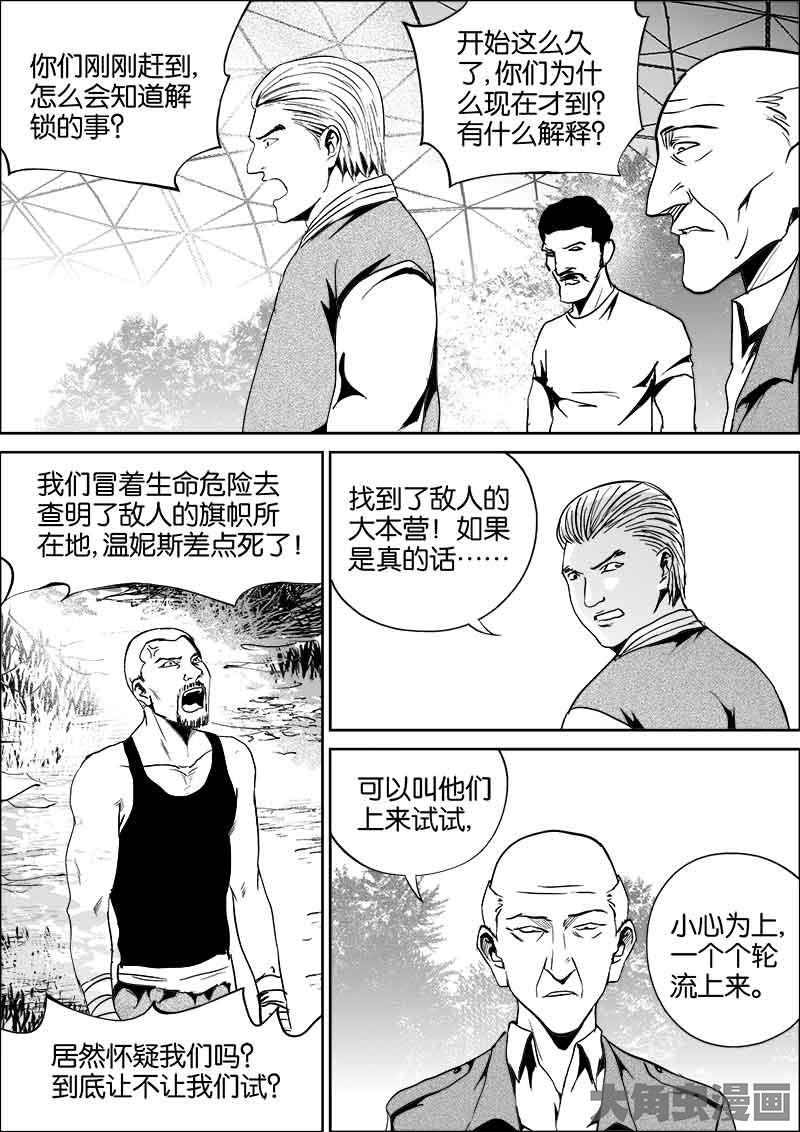 你们刚刚赶到,
怎么会知道解
锁的事?
开始这么久
了,你们为什
么现在才到?
有什么解释?
我们冒着生命危险去
查明了敌人的旗帜所
在地,温妮斯差点死了!
居然怀疑我们吗?
到底让不让我们试?
找到了敌人的
大本营!如果
是真的话……
可以叫他们
上来试试,
小心为上,
一个个轮
流上来。
大角虫漫画